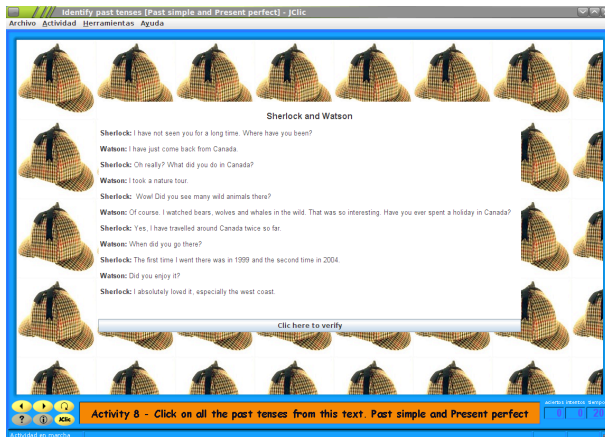 Identify past tenses [Past simple and Present perfect] - JClic
Archivo Actividad Herramientas Ayuda
Sherlock and Watson
Sherlock: I have not seen you for a long time. Where have you been?
Watson: I have just come back from Canada.
Sherlock: Oh really? What did you do in Canada?
Watson: I took a nature tour.
Sherlock: Wow! Did you see many wild animals there?
Watson: Of course. I watched bears, wolves and whales in the wild. That was so interesting. Have you ever spent a holiday in Canada?
Sherlock: Yes, I have travelled around Canada twice so far.
Watson: When did you go there?
Sherlock: The first time I went there was in 1999 and the second time in 2004.
Watson: Did you enjoy it?
Sherlock: I absolutely loved it, especially the west coast.
Clic here to verify
Activity 8 - Click on all the past tenses from this text. Past simple and Present perfect
aciertos intentos tiempo
0 0 20
? i JClic
Actividad en marcha